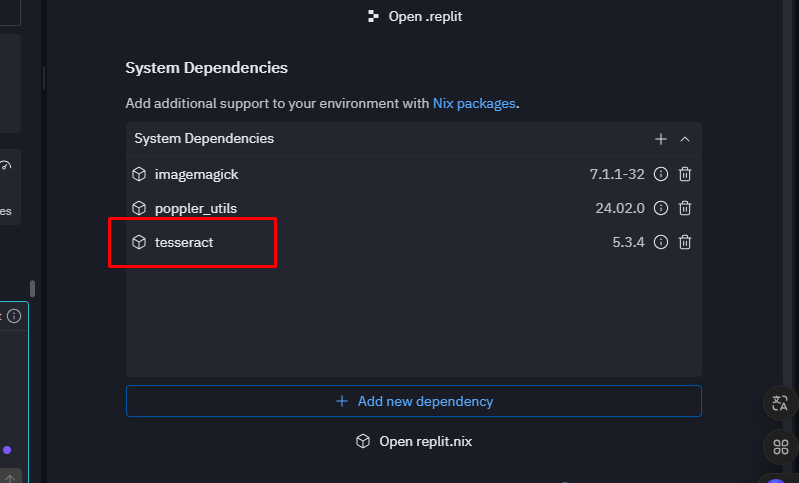 Open .replit
System Dependencies
Add additional support to your environment with Nix packages.
System Dependencies
imagemagick 7.1.1-32
poppler_utils 24.02.0
tesseract 5.3.4
Add new dependency
Open replit.nix
es